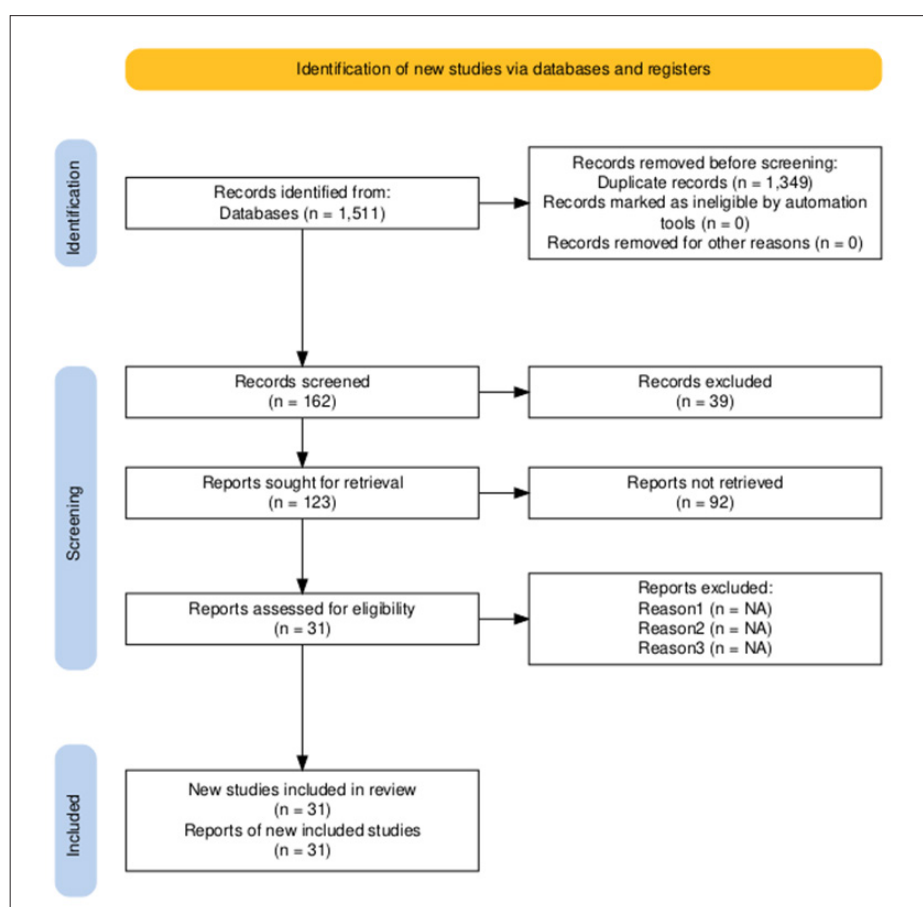 Identification of new studies via databases and registers
Identification
Records identified from:
Databases (n = 1,511)
Records removed before screening:
Duplicate records (n = 1,349)
Records marked as ineligible by automation
tools (n = 0)
Records removed for other reasons (n = 0)
Screening
Records screened
(n = 162)
Records excluded
(n = 39)
Reports sought for retrieval
(n = 123)
Reports not retrieved
(n = 92)
Reports assessed for eligibility
(n = 31)
Reports excluded:
Reason1 (n = NA)
Reason2 (n = NA)
Reason3 (n = NA)
Included
New studies included in review
(n = 31)
Reports of new included studies
(n = 31)